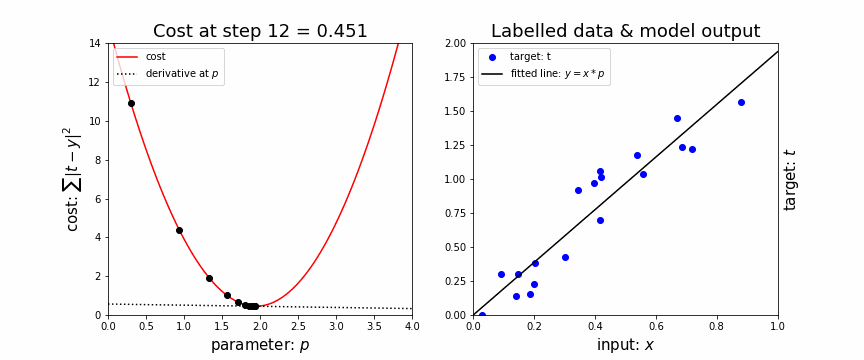 Cost at step 12 = 0.451
cost
derivative at p
14
12
10
8
6
4
2
0
0.0 0.5 1.0 1.5 2.0 2.5 3.0 3.5 4.0
parameter: p
cost: ∑|t − y|²
Labelled data & model output
target: t
fitted line: y = x * p
2.00
1.75
1.50
1.25
1.00
0.75
0.50
0.25
0.00
0.0 0.2 0.4 0.6 0.8 1.0
input: x
target: t